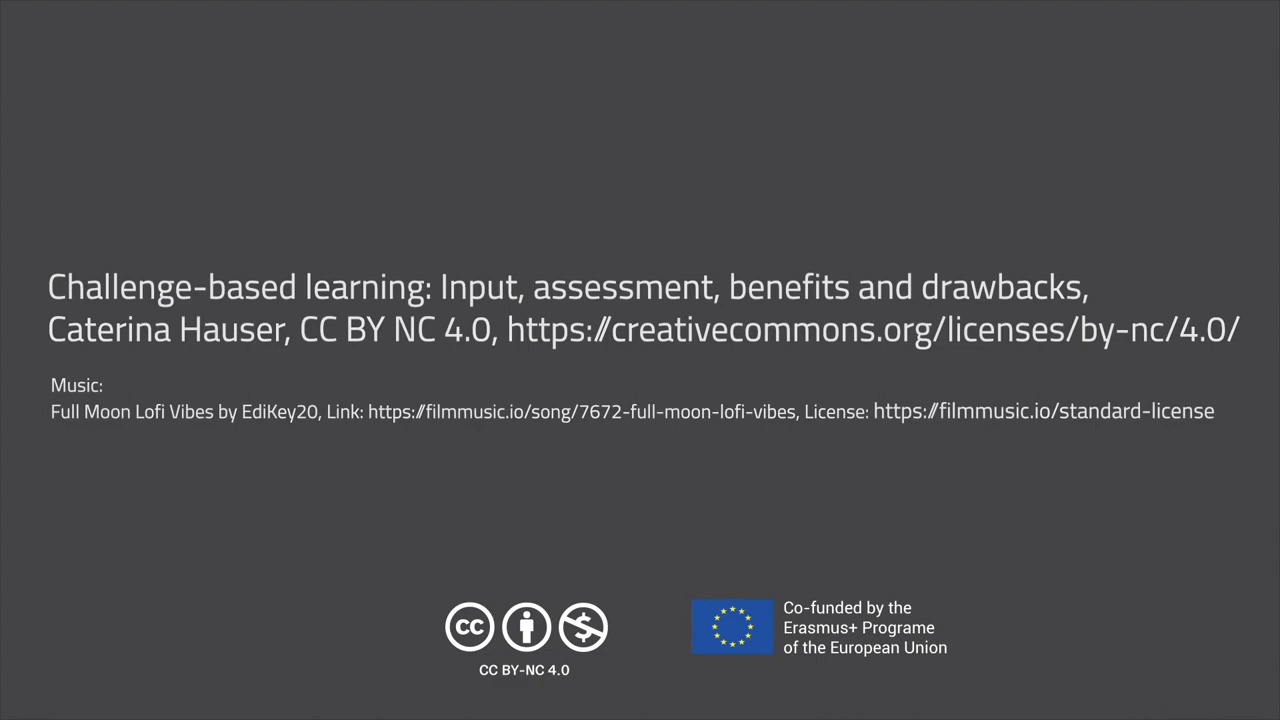 Challenge-based learning: Input, assessment, benefits and drawbacks,
Caterina Hauser, CC BY NC 4.0, https://creativecommons.org/licenses/by-nc/4.0/
Music:
Full Moon Lofi Vibes by EdiKey20, Link: https://filmmusic.io/song/7672-full-moon-lofi-vibes, License: https://filmmusic.io/standard-license
CC
CC BY-NC 4.0
Co-funded by the
Erasmus+ Programe
of the European Union